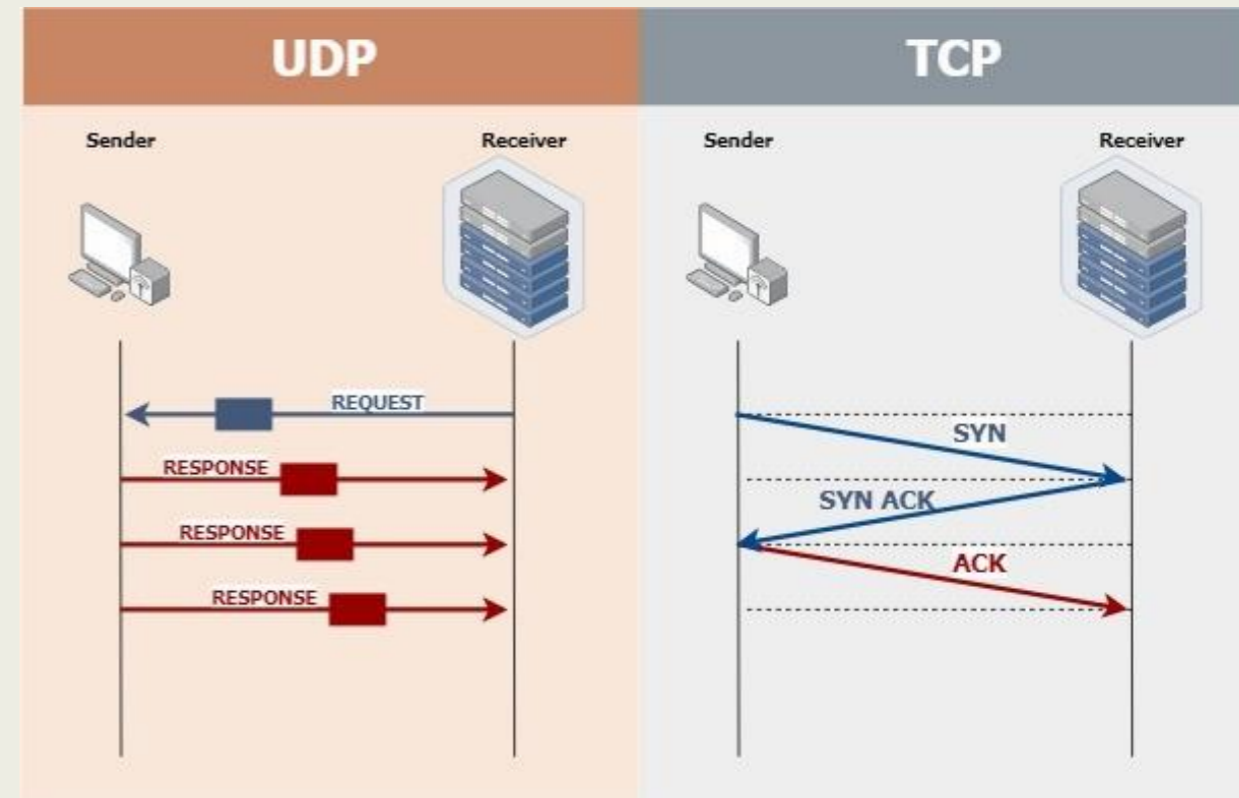 UDP
Sender
Receiver
REQUEST
RESPONSE
RESPONSE
RESPONSE
TCP
Sender
Receiver
SYN
SYN ACK
ACK